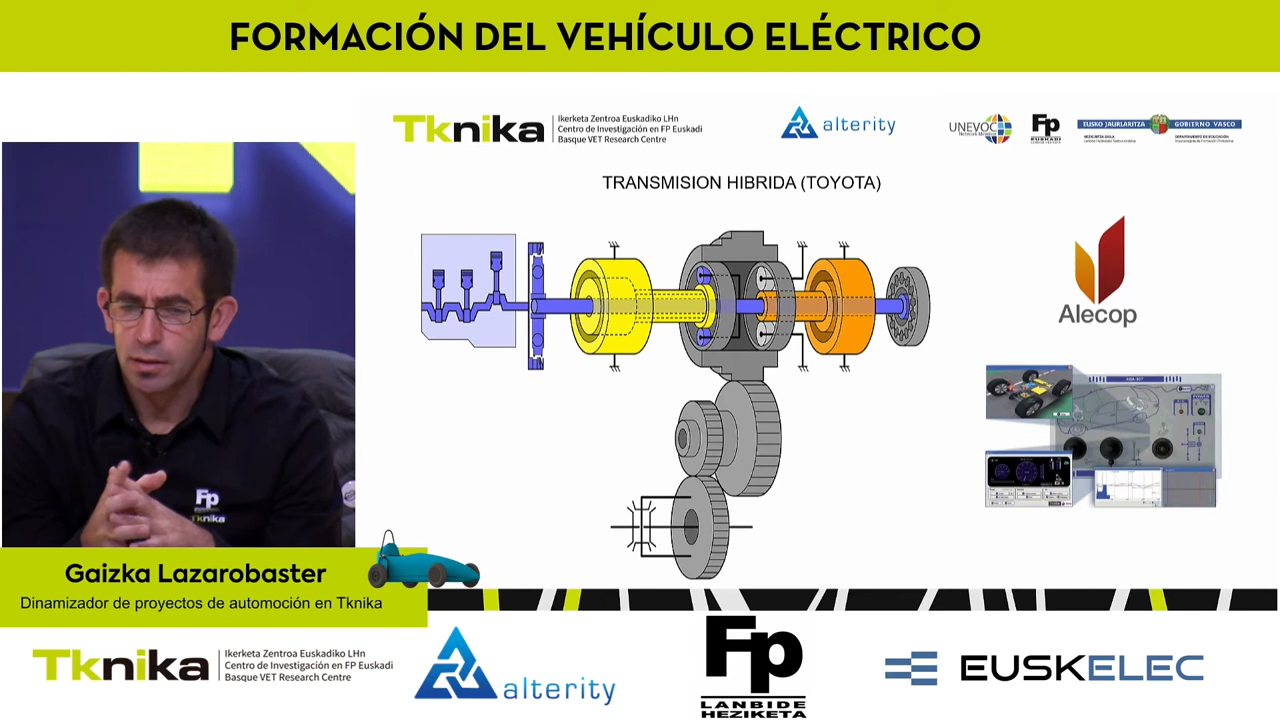 FORMACIÓN DEL VEHÍCULO ELÉCTRICO
Tknika
Ikerketa Zentroa Euskadiko LHn
Centro de Investigación en FP Euskadi
Basque VET Research Centre
alterity
UNEVOC
Fp
EUSKADI
EUSKO JAURLARITZA
GOBIERNO VASCO
TRANSMISION HIBRIDA (TOYOTA)
Alecop
Fp
Tknika
Gaizka Lazarobaster
Dinamizador de proyectos de automoción en Tknika
Tknika
Ikerketa Zentroa Euskadiko LHn
Centro de Investigación en FP Euskadi
Basque VET Research Centre
alterity
Fp
LANBIDE
HEZIKETA
EUSKELEC